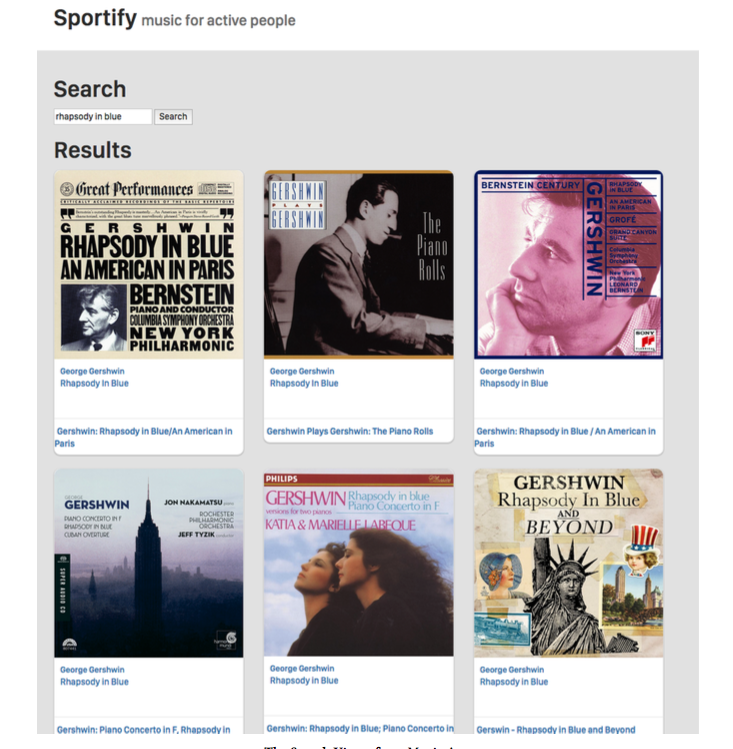 Sportify music for active people
Search
rhapsody in blue Search
Results
Great Performances
GERSHWIN
RHAPSODY IN BLUE
AN AMERICAN IN PARIS
BERNSTEIN
PIANO AND CONDUCTOR
COLUMBIA SYMPHONY ORCHESTRA
NEW YORK
PHILHARMONIC
George Gershwin
Rhapsody In Blue
Gershwin: Rhapsody in Blue/An American in
Paris
GERSHWIN
PLAYS
GERSHWIN
The
Piano
Rolls
George Gershwin
Rhapsody In Blue
Gershwin Plays Gershwin: The Piano Rolls
BERNSTEIN CENTURY
GERSHWIN
RHAPSODY
IN BLUE
AN AMERICAN
IN PARIS
GROFÉ
GRAND CANYON
SUITE
Columbia
Symphony
Orchestra
New York
Philharmonic
LEONARD
BERNSTEIN
SONY
George Gershwin
Rhapsody in Blue
Gershwin: Rhapsody in Blue / An American in
Paris
GEORGE
GERSHWIN
PIANO CONCERTO IN F
RHAPSODY IN BLUE
CUBAN OVERTURE
JON NAKAMATSU piano
ROCHESTER
PHILHARMONIC
ORCHESTRA
JEFF TYZIK
SUPER AUDIO CD
George Gershwin
Rhapsody in Blue
Gershwin: Piano Concerto in F, Rhapsody in
PHILIPS
GERSHWIN Rhapsody in blue
Piano Concerto in F
versions for two pianos
KATIA & MARIELLE LABEQUE
George Gershwin
Rhapsody in Blue
Gershwin: Rhapsody in Blue; Piano Concerto in
GERSHWIN
Rhapsody In Blue
AND
BEYOND
George Gershwin
Rhapsody in Blue
Gerswin - Rhapsody in Blue and Beyond